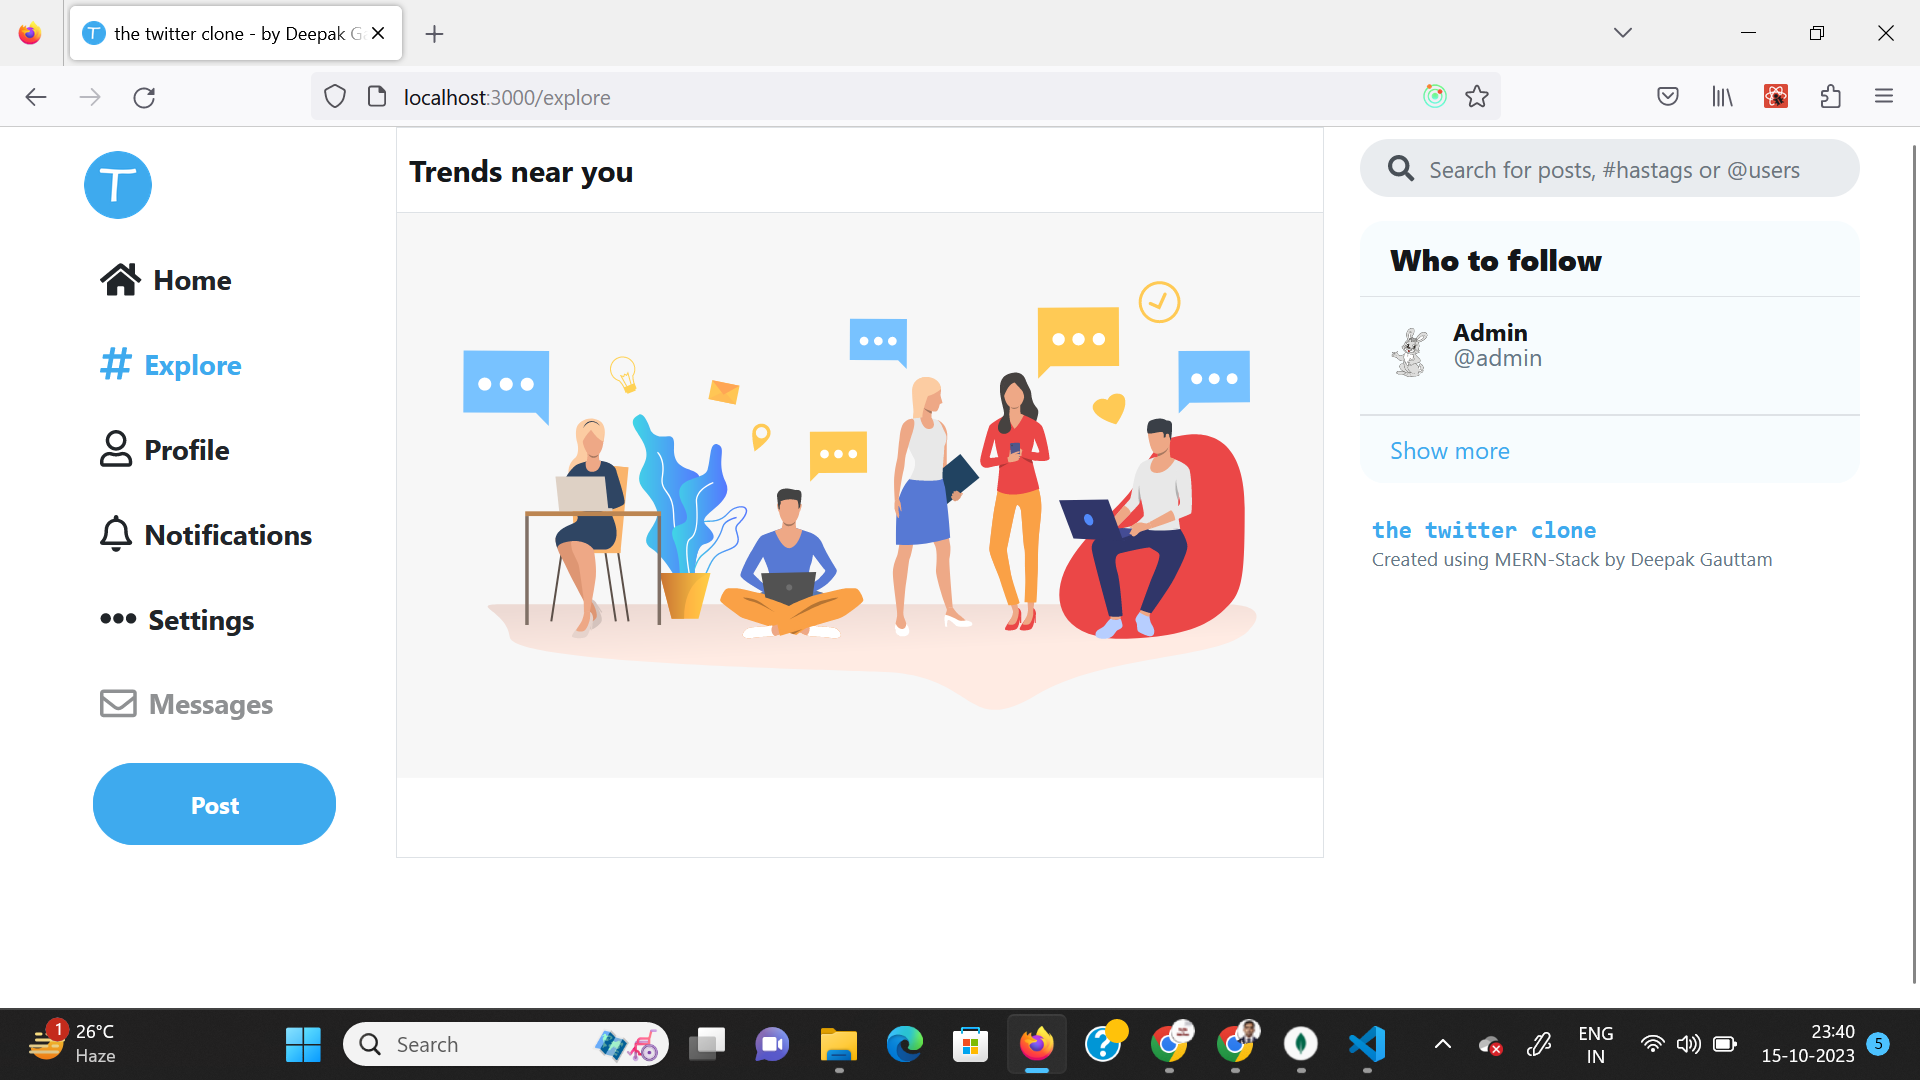 the twitter clone - by Deepak G
localhost:3000/explore
T
Home
Explore
Profile
Notifications
Settings
Messages
Post
Trends near you
Search for posts, #hastags or @users
Who to follow
Admin
@admin
Show more
the twitter clone
Created using MERN-Stack by Deepak Gauttam
1
26°C
Haze
Search
ENG
IN
23:40
15-10-2023
5